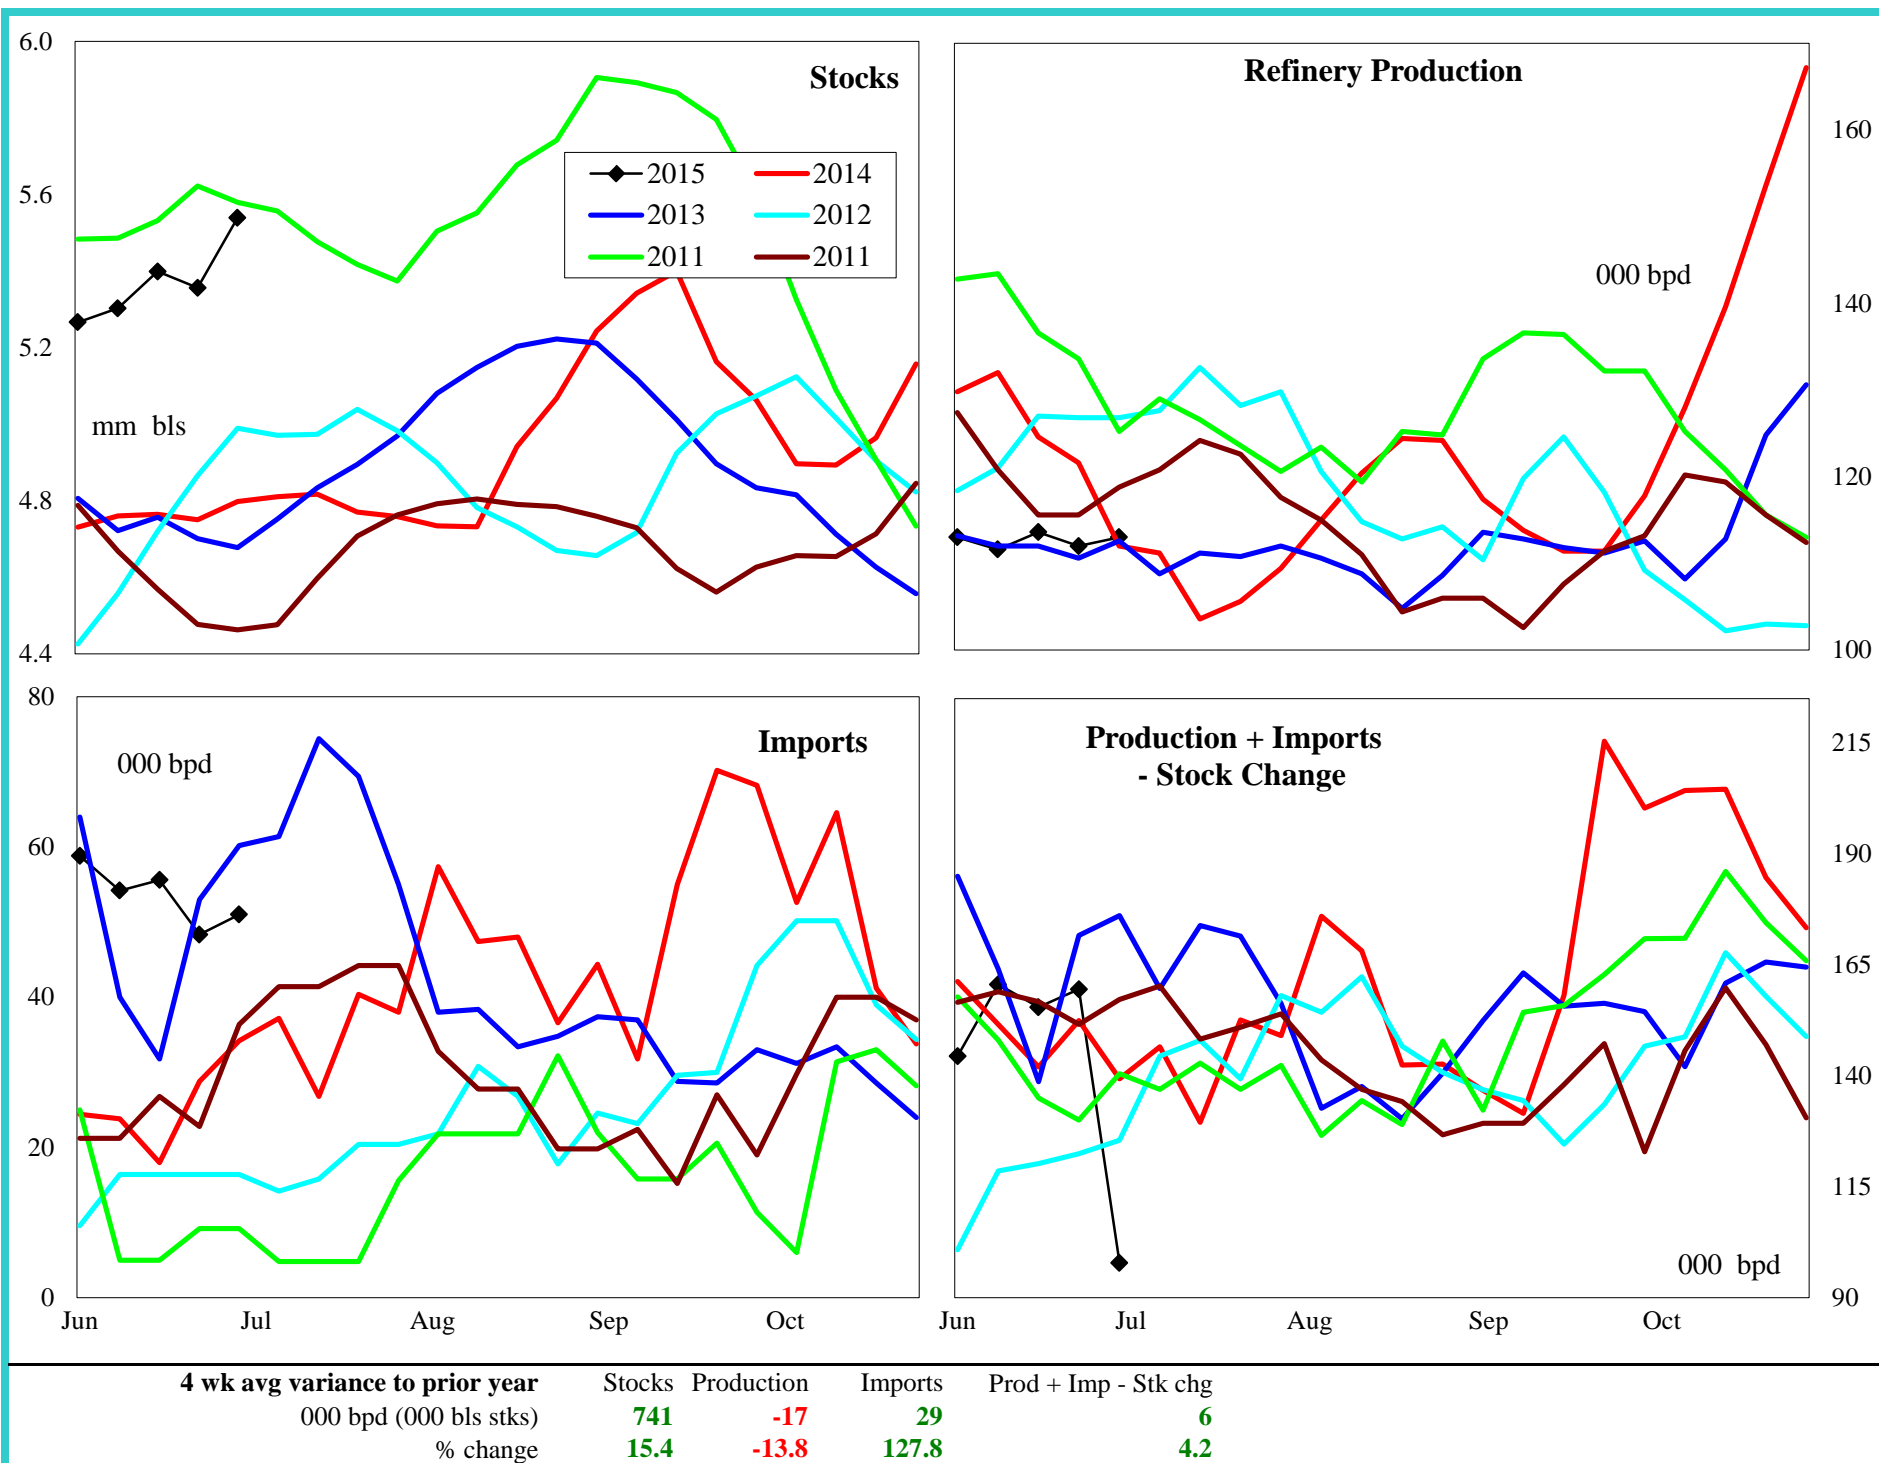 Stocks
6.0
5.6
5.2
4.8
4.4
mm bls
2015 2014
2013 2012
2011 2011
Refinery Production
000 bpd
160
140
120
100
Imports
000 bpd
80
60
40
20
0
Jun Jul Aug Sep Oct
Production + Imports
- Stock Change
215
190
165
140
115
90
000 bpd
Jun Jul Aug Sep Oct
4 wk avg variance to prior year Stocks Production Imports Prod + Imp - Stk chg
000 bpd (000 bls stks) 741 -17 29 6
% change 15.4 -13.8 127.8 4.2